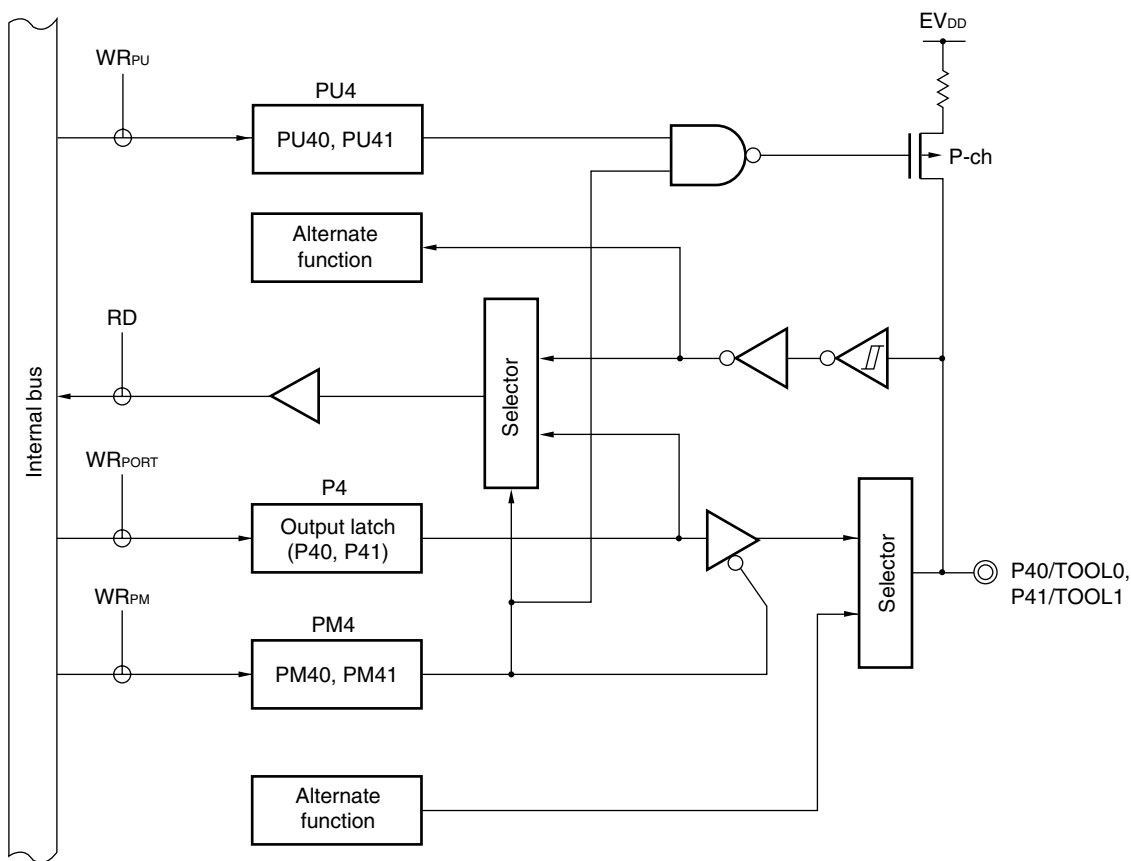 EVDD
WRPU
PU4
PU40, PU41
P-ch
Alternate
function
RD
Selector
Internal bus
WRPORT
P4
Output latch
(P40, P41)
Selector
P40/TOOL0,
P41/TOOL1
WRPM
PM4
PM40, PM41
Alternate
function